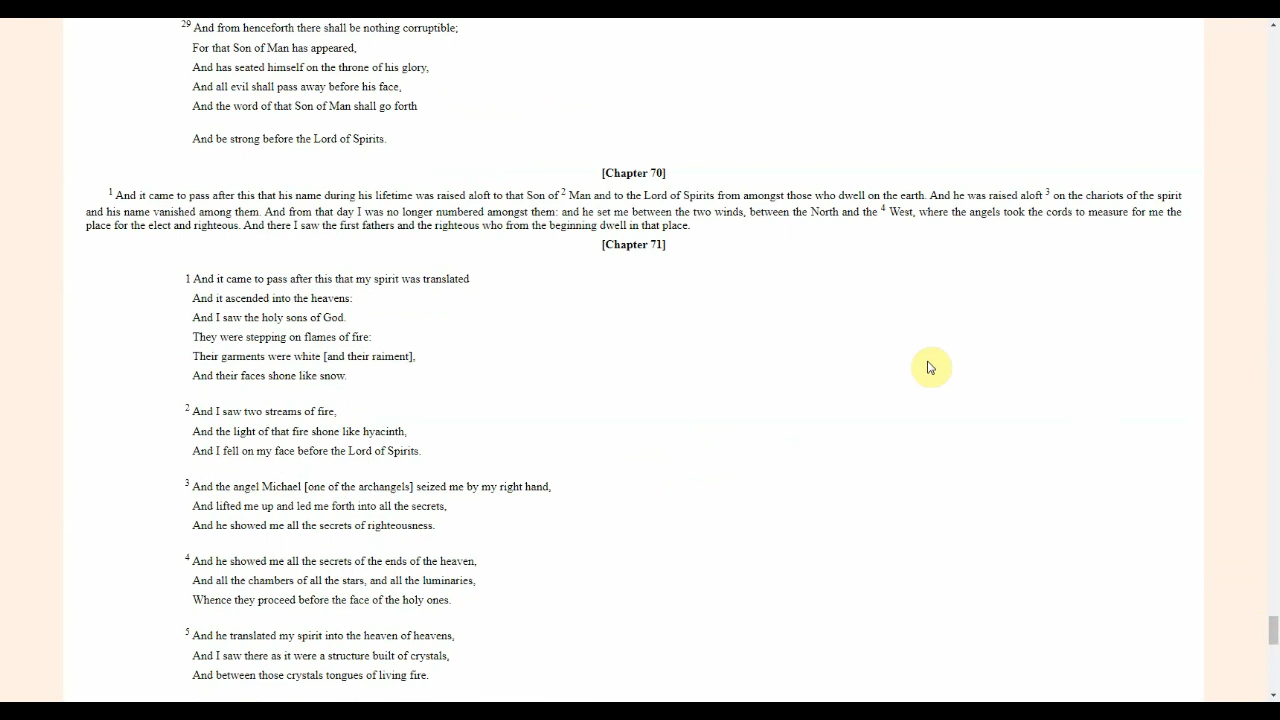 29 And from henceforth there shall be nothing corruptible;
For that Son of Man has appeared,
And has seated himself on the throne of his glory,
And all evil shall pass away before his face,
And the word of that Son of Man shall go forth
And be strong before the Lord of Spirits.
[Chapter 70]
1 And it came to pass after this that his name during his lifetime was raised aloft to that Son of 2 Man and to the Lord of Spirits from amongst those who dwell on the earth. And he was raised aloft 3 on the chariots of the spirit
and his name vanished among them. And from that day I was no longer numbered amongst them: and he set me between the two winds, between the North and the 4 West, where the angels took the cords to measure for me the
place for the elect and righteous. And there I saw the first fathers and the righteous who from the beginning dwell in that place.
[Chapter 71]
1 And it came to pass after this that my spirit was translated
And it ascended into the heavens:
And I saw the holy sons of God.
They were stepping on flames of fire:
Their garments were white [and their raiment],
And their faces shone like snow.
2 And I saw two streams of fire,
And the light of that fire shone like hyacinth,
And I fell on my face before the Lord of Spirits.
3 And the angel Michael [one of the archangels] seized me by my right hand,
And lifted me up and led me forth into all the secrets,
And he showed me all the secrets of righteousness.
4 And he showed me all the secrets of the ends of the heaven,
And all the chambers of all the stars, and all the luminaries,
Whence they proceed before the face of the holy ones.
5 And he translated my spirit into the heaven of heavens,
And I saw there as it were a structure built of crystals,
And between those crystals tongues of living fire.